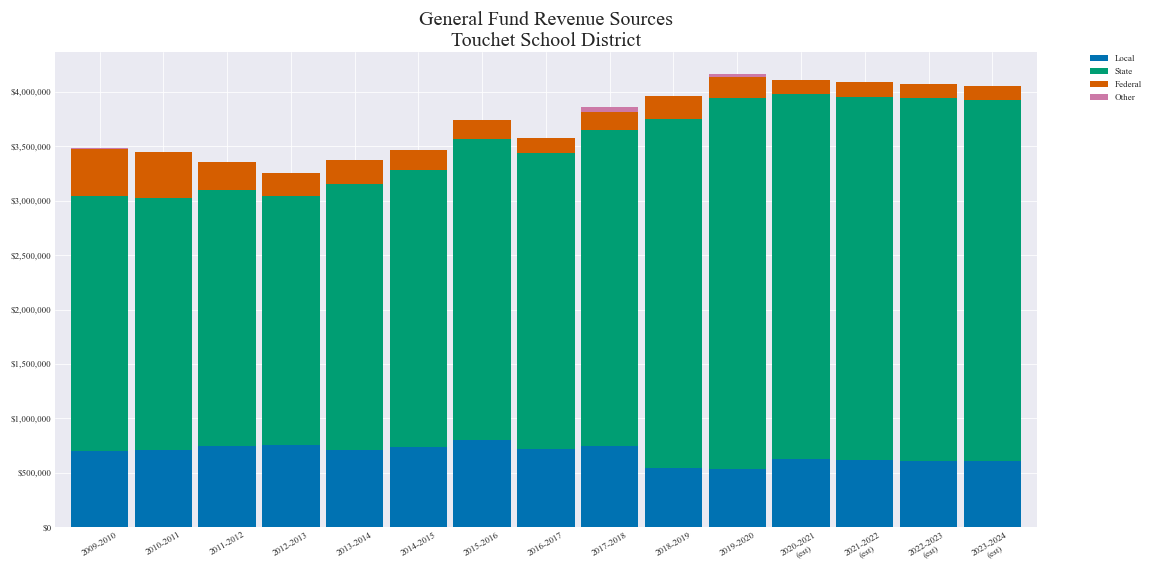 General Fund Revenue Sources
Touchet School District
Local
State
Federal
Other
$4,000,000
$3,500,000
$3,000,000
$2,500,000
$2,000,000
$1,500,000
$1,000,000
$500,000
$0
2009-2010
2010-2011
2011-2012
2012-2013
2013-2014
2014-2015
2015-2016
2016-2017
2017-2018
2018-2019
2019-2020
2020-2021
(est)
2021-2022
(est)
2022-2023
(est)
2023-2024
(est)